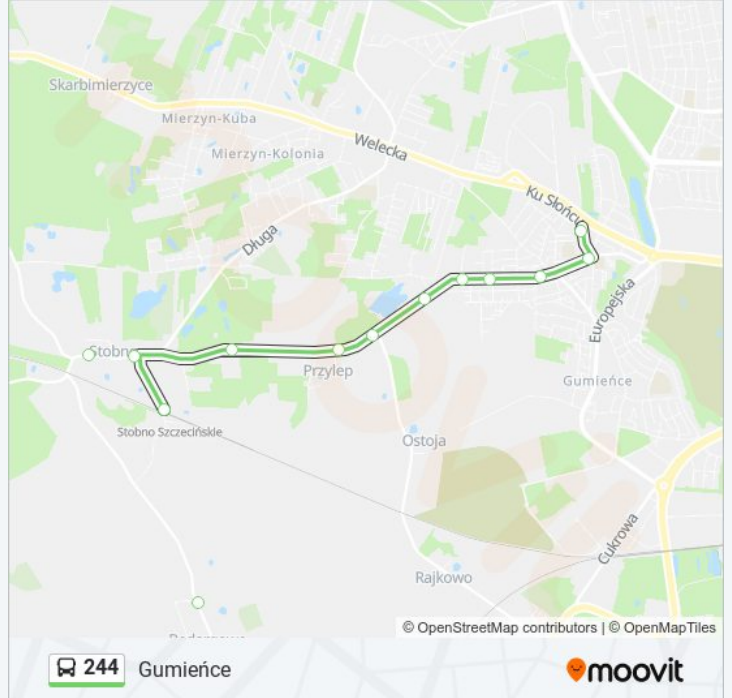 Skarbimierzyce
Mierzyn-Kuba
Mierzyn-Kolonia
Welecka
Ku Słońcu
Długa
Europejska
Stobno
Przylep
Gumieńce
Stobno Szczecińskie
Ostoja
Cukrowa
Rajkowo
© OpenStreetMap contributors | © OpenMapTiles
244 Gumieńce
moovit